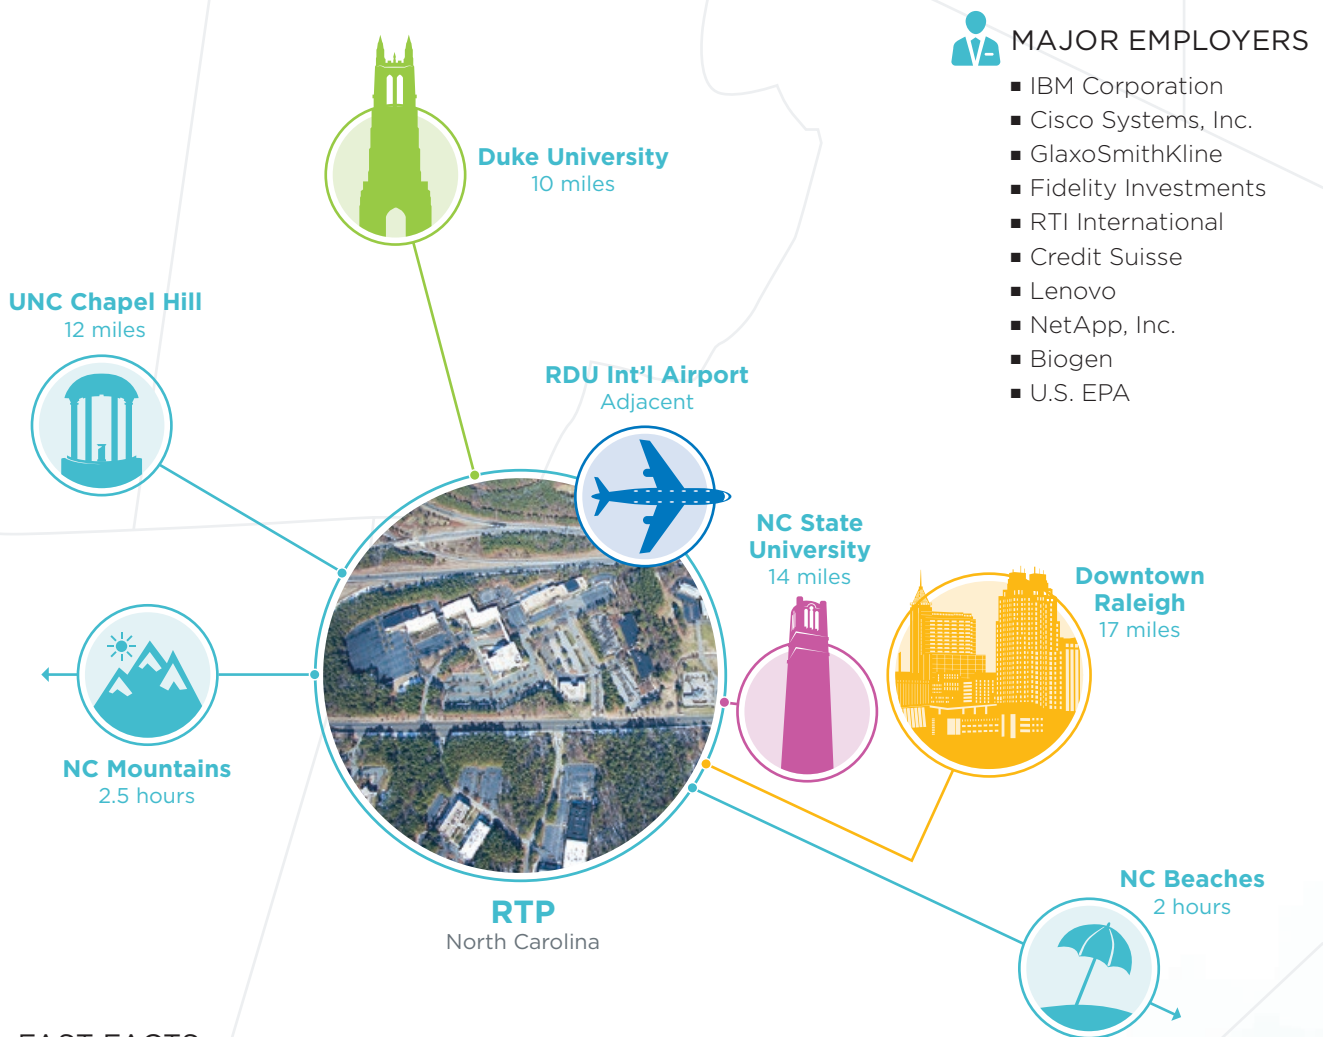 MAJOR EMPLOYERS
■ IBM Corporation
■ Cisco Systems, Inc.
■ GlaxoSmithKline
■ Fidelity Investments
■ RTI International
■ Credit Suisse
■ Lenovo
■ NetApp, Inc.
■ Biogen
■ U.S. EPA
Duke University
10 miles
UNC Chapel Hill
12 miles
RDU Int’l Airport
Adjacent
NC State
University
14 miles
Downtown
Raleigh
17 miles
NC Mountains
2.5 hours
NC Beaches
2 hours
RTP
North Carolina
FAST FACTS